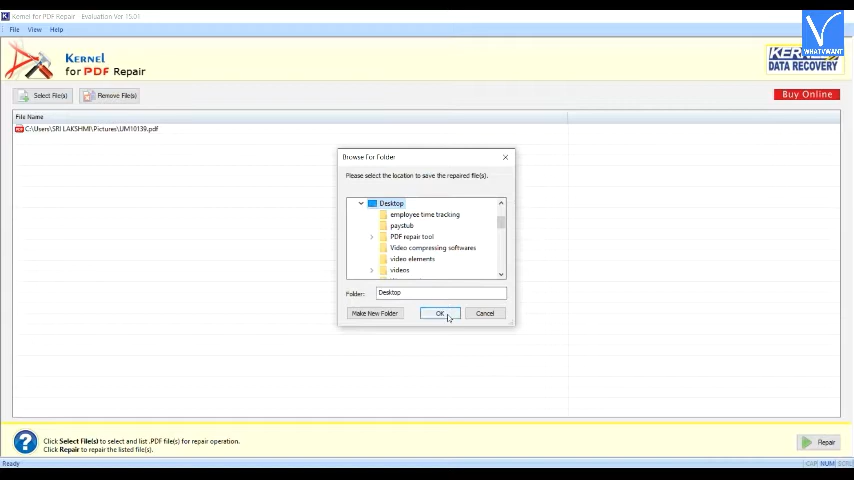 Kernel for PDF Repair - Evaluation Ver 15.01
File View Help
WHATVWANT
KERNEL
for PDF Repair
KERNEL
DATA RECOVERY
Select File(s) Remove File(s)
Buy Online
File Name
C:\Users\SRI LAKSHMI\Pictures\UM10139.pdf
Browse For Folder
Please select the location to save the repaired file(s).
Desktop
employee time tracking
paystub
PDF repair tool
Video compressing softwares
video elements
videos
Folder: Desktop
Make New Folder OK Cancel
Click Select File(s) to select and list .PDF file(s) for repair operation.
Click Repair to repair the listed file(s).
Repair
Ready
CAP NUM SCRL